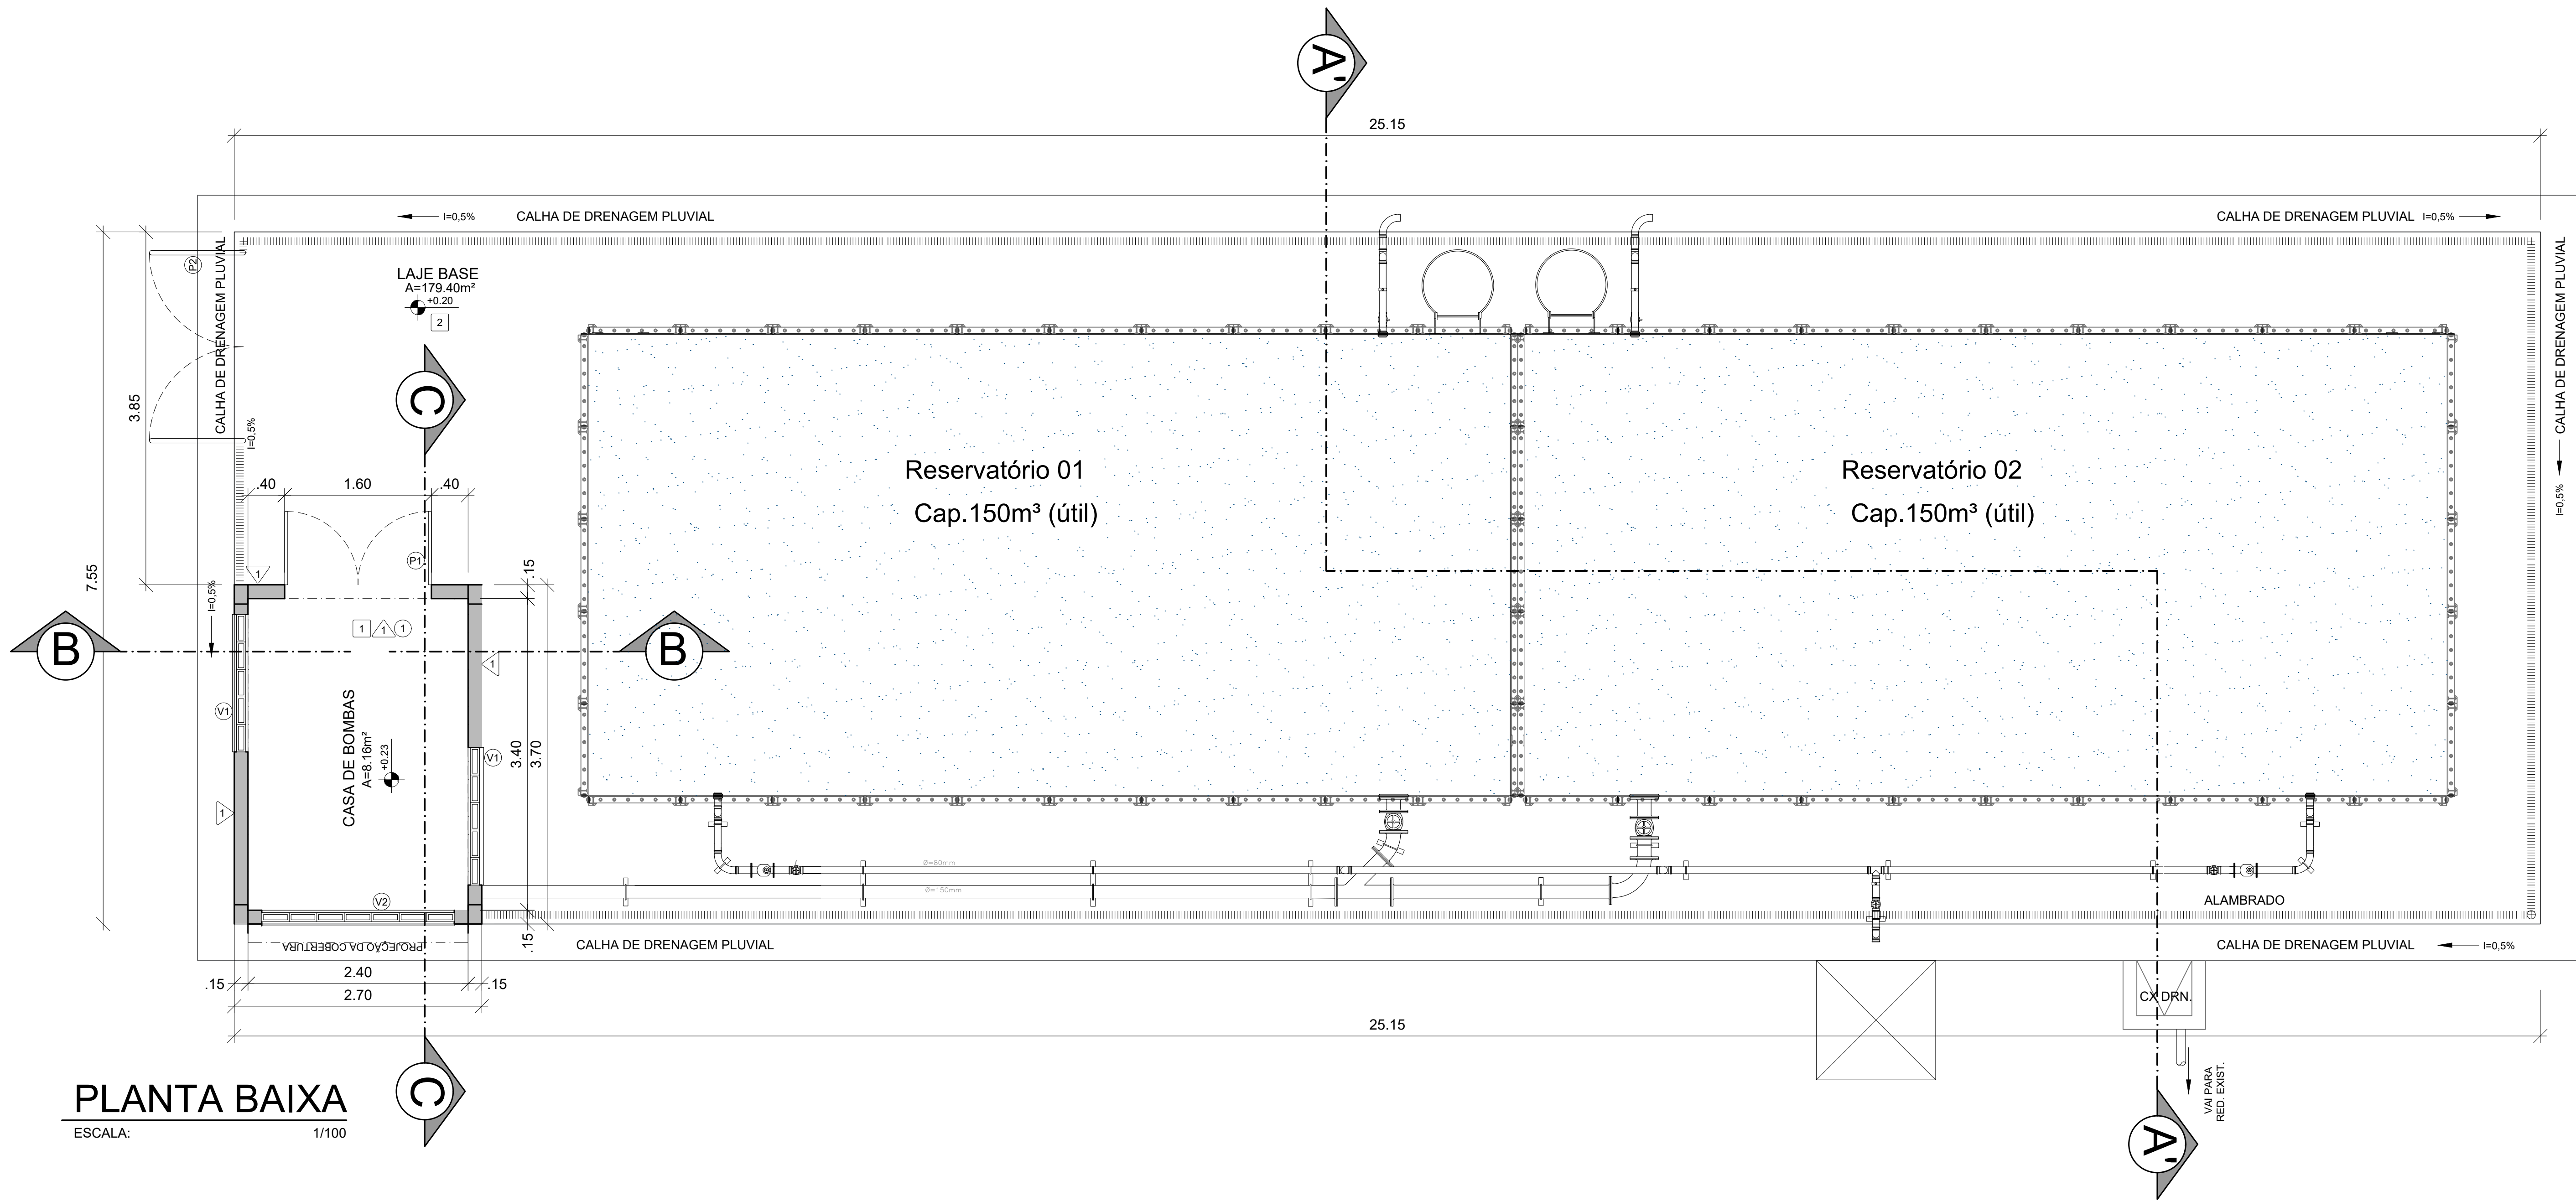 A'
25.15
I=0,5%
CALHA DE DRENAGEM PLUVIAL
CALHA DE DRENAGEM PLUVIAL
I=0,5%
P2
CALHA DE DRENAGEM PLUVIAL
I=0,5%
LAJE BASE
A=179.40m²
+0.20
2
CALHA DE DRENAGEM PLUVIAL
I=0,5%
3.85
C
7.55
.40
1.60
.40
Reservatório 01
Cap.150m³ (útil)
Reservatório 02
Cap.150m³ (útil)
P1
.15
1
I=0,5%
B
1
1
1
B
1
V1
CASA DE BOMBAS
A=8.16m²
+0.23
V1
3.40
3.70
1
Ø=80mm
Ø=150mm
V2
ALAMBRADO
PROJEÇÃO DA COBERTURA
.15
CALHA DE DRENAGEM PLUVIAL
CALHA DE DRENAGEM PLUVIAL
I=0,5%
2.40
.15
.15
2.70
CX DRN.
25.15
C
VAI PARA
RED. EXIST.
A'
PLANTA BAIXA
ESCALA:
1/100